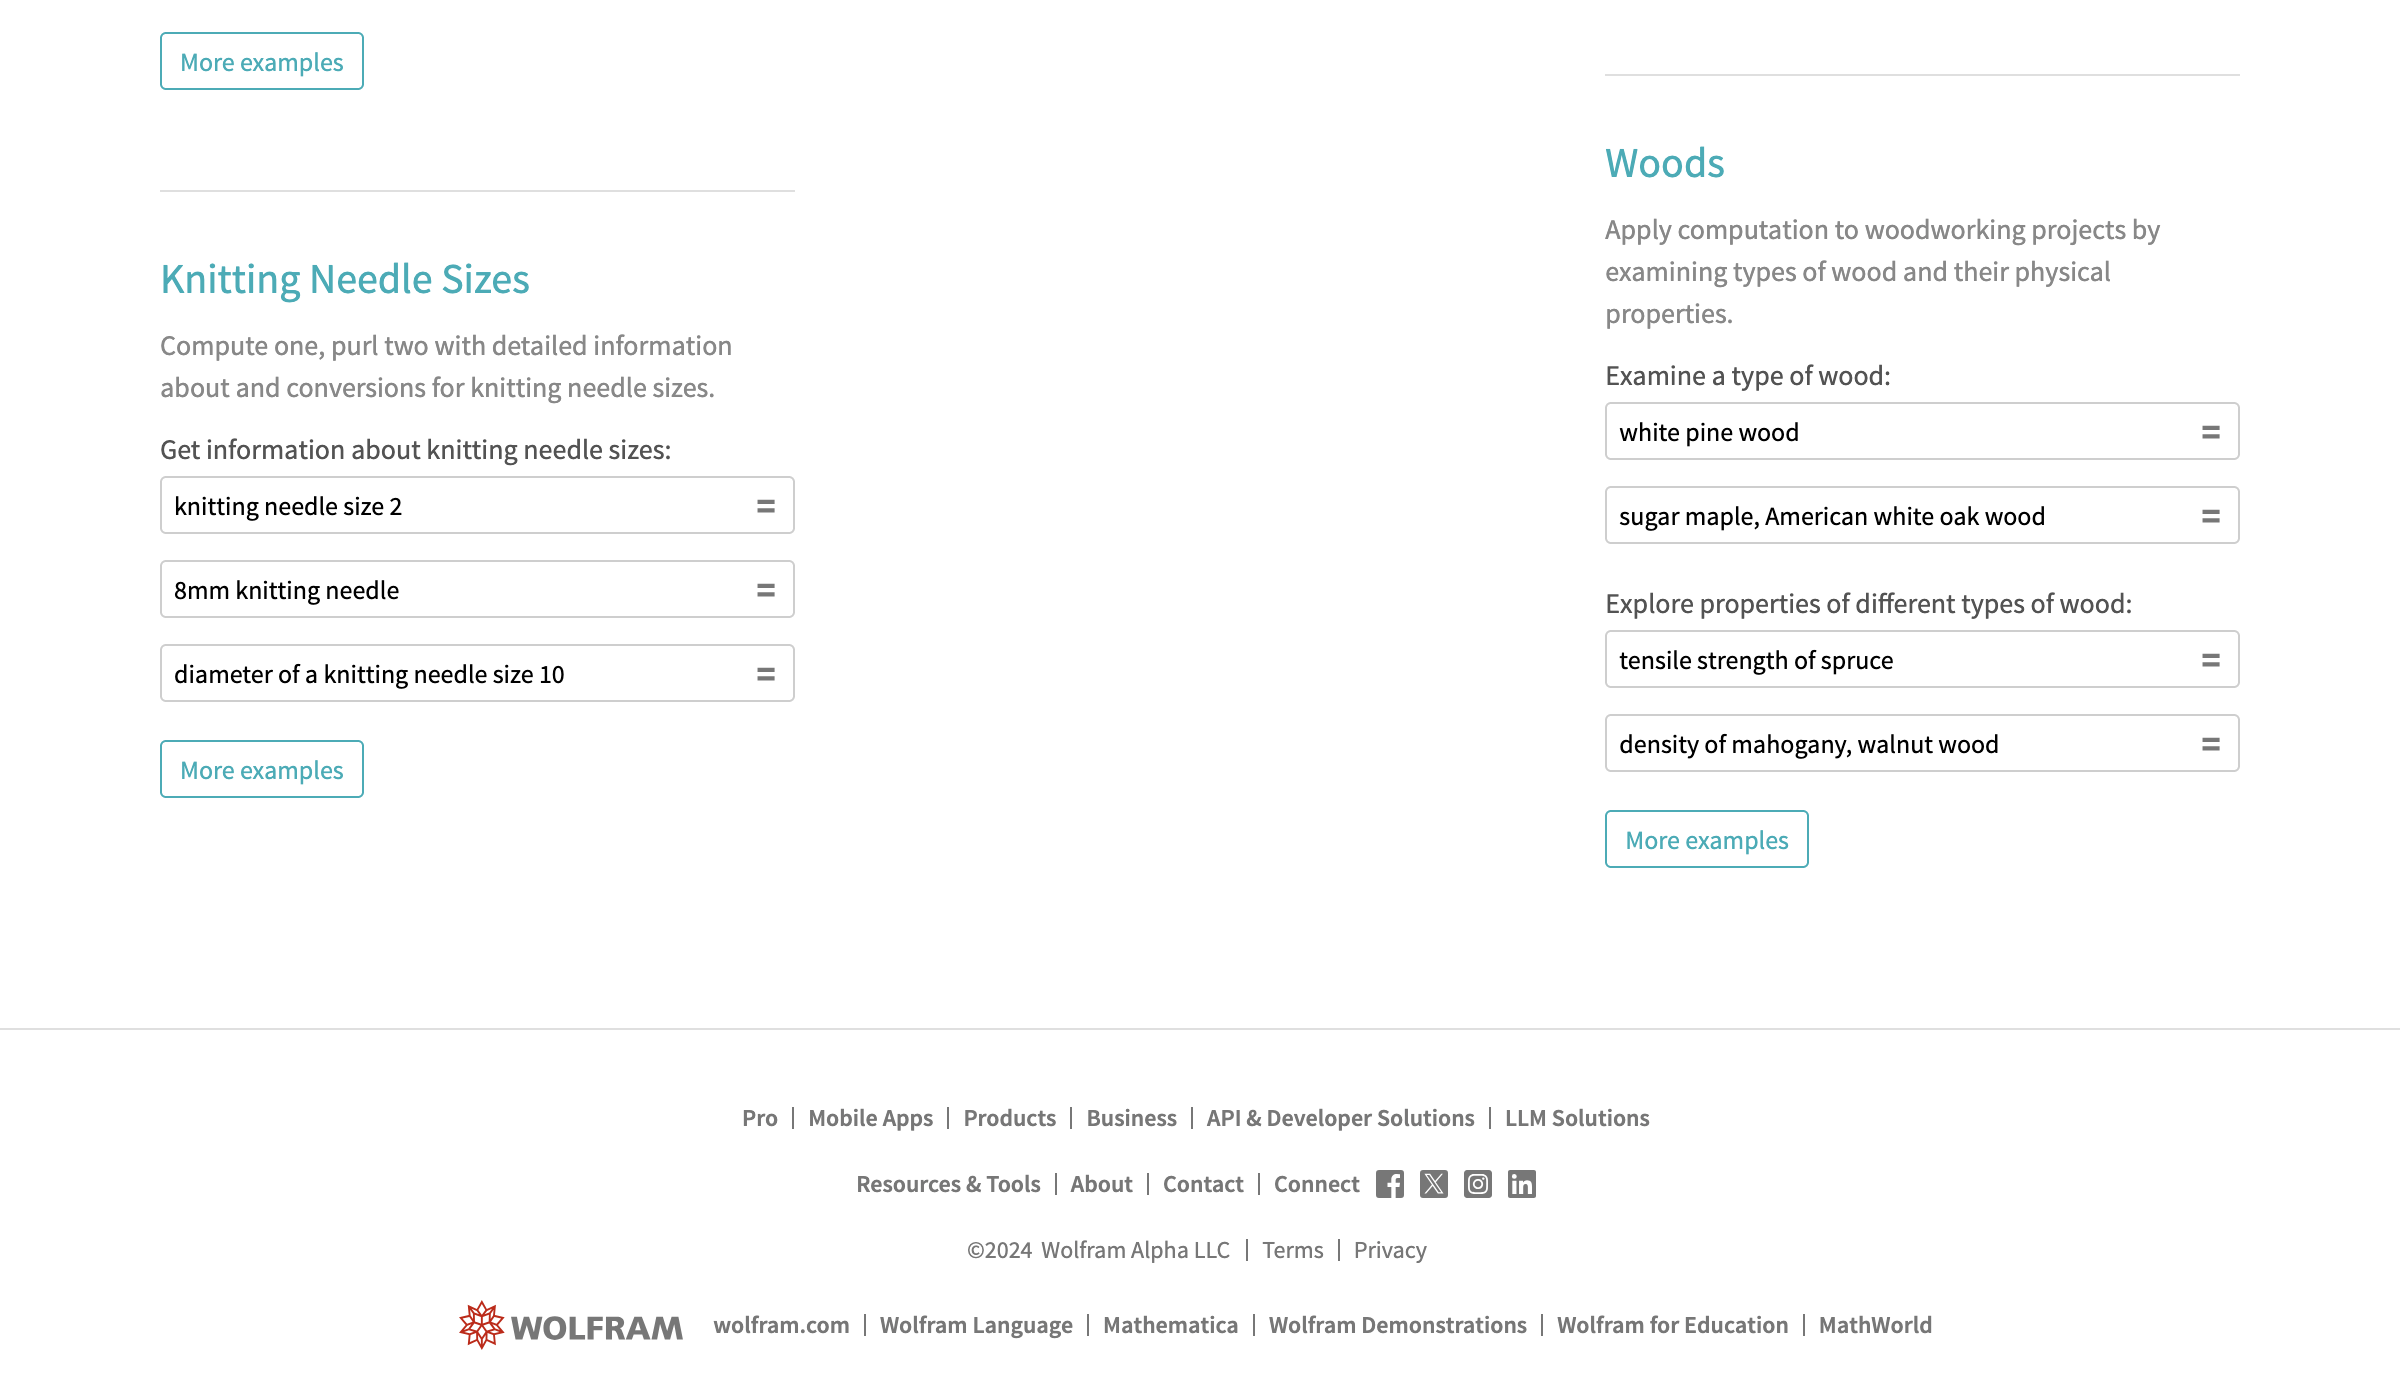 More examples
Knitting Needle Sizes
Compute one, purl two with detailed information
about and conversions for knitting needle sizes.
Get information about knitting needle sizes:
knitting needle size 2 =
8mm knitting needle =
diameter of a knitting needle size 10 =
More examples
Woods
Apply computation to woodworking projects by
examining types of wood and their physical
properties.
Examine a type of wood:
white pine wood =
sugar maple, American white oak wood =
Explore properties of different types of wood:
tensile strength of spruce =
density of mahogany, walnut wood =
More examples
Pro | Mobile Apps | Products | Business | API & Developer Solutions | LLM Solutions
Resources & Tools | About | Contact | Connect
©2024 Wolfram Alpha LLC | Terms | Privacy
WOLFRAM wolfram.com | Wolfram Language | Mathematica | Wolfram Demonstrations | Wolfram for Education | MathWorld